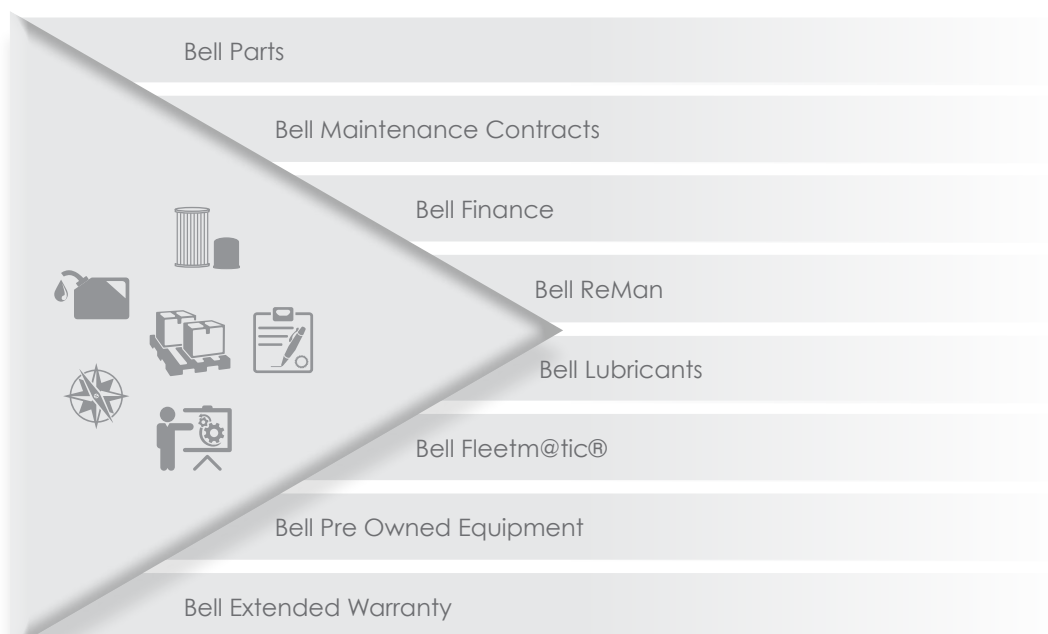 Bell Parts
Bell Maintenance Contracts
Bell Finance
Bell ReMan
Bell Lubricants
Bell Fleetm@tic®
Bell Pre Owned Equipment
Bell Extended Warranty